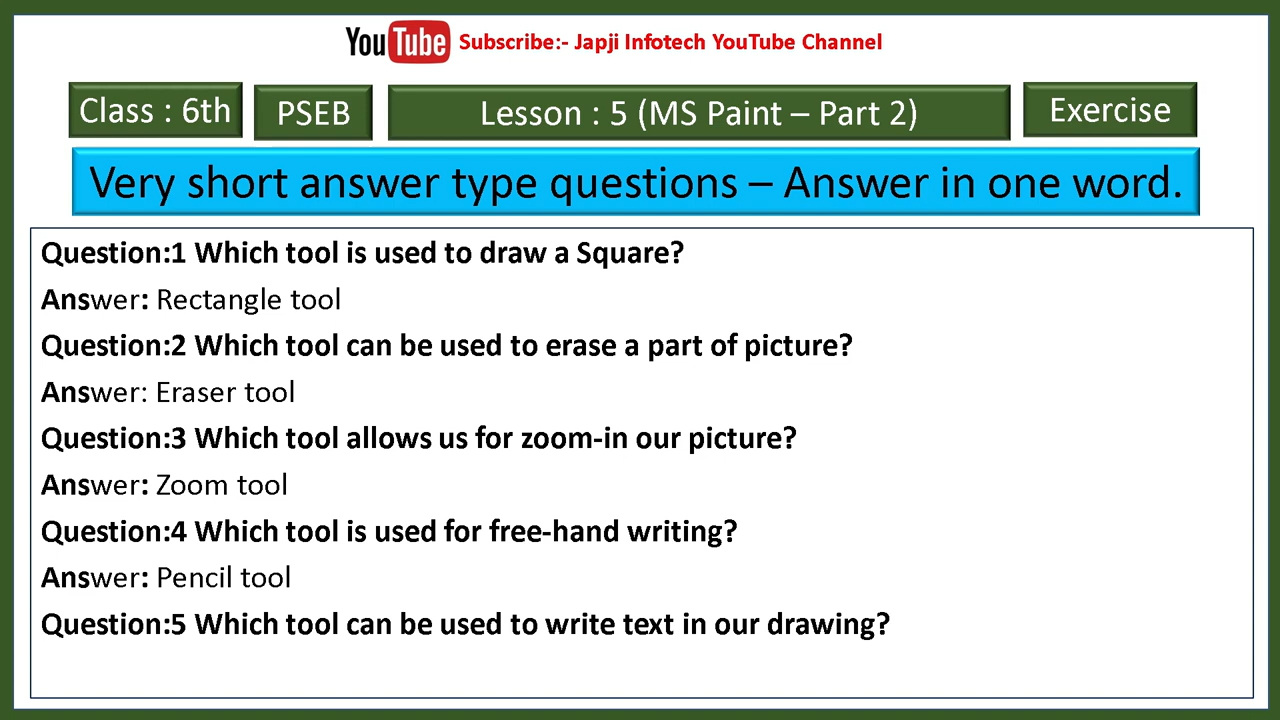 YouTube Subscribe:- Japji Infotech YouTube Channel
Class : 6th PSEB Lesson : 5 (MS Paint – Part 2) Exercise
Very short answer type questions – Answer in one word.
Question:1 Which tool is used to draw a Square?
Answer: Rectangle tool
Question:2 Which tool can be used to erase a part of picture?
Answer: Eraser tool
Question:3 Which tool allows us for zoom-in our picture?
Answer: Zoom tool
Question:4 Which tool is used for free-hand writing?
Answer: Pencil tool
Question:5 Which tool can be used to write text in our drawing?